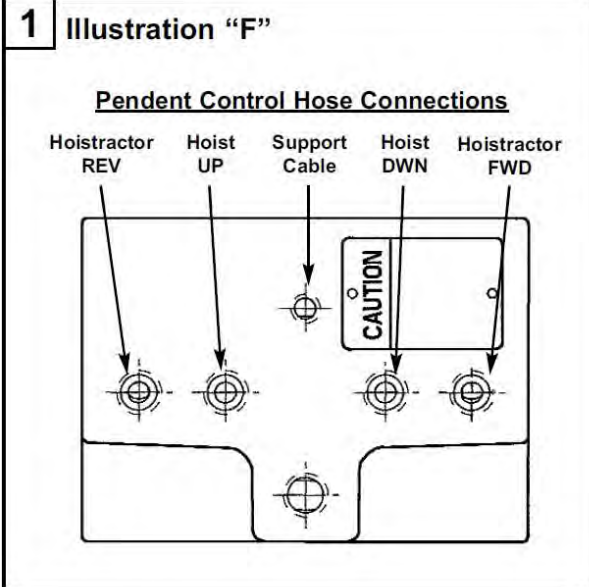 1 Illustration “F”
Pendent Control Hose Connections
Hoistractor REV
Hoist UP
Support Cable
Hoist DWN
Hoistractor FWD
CAUTION